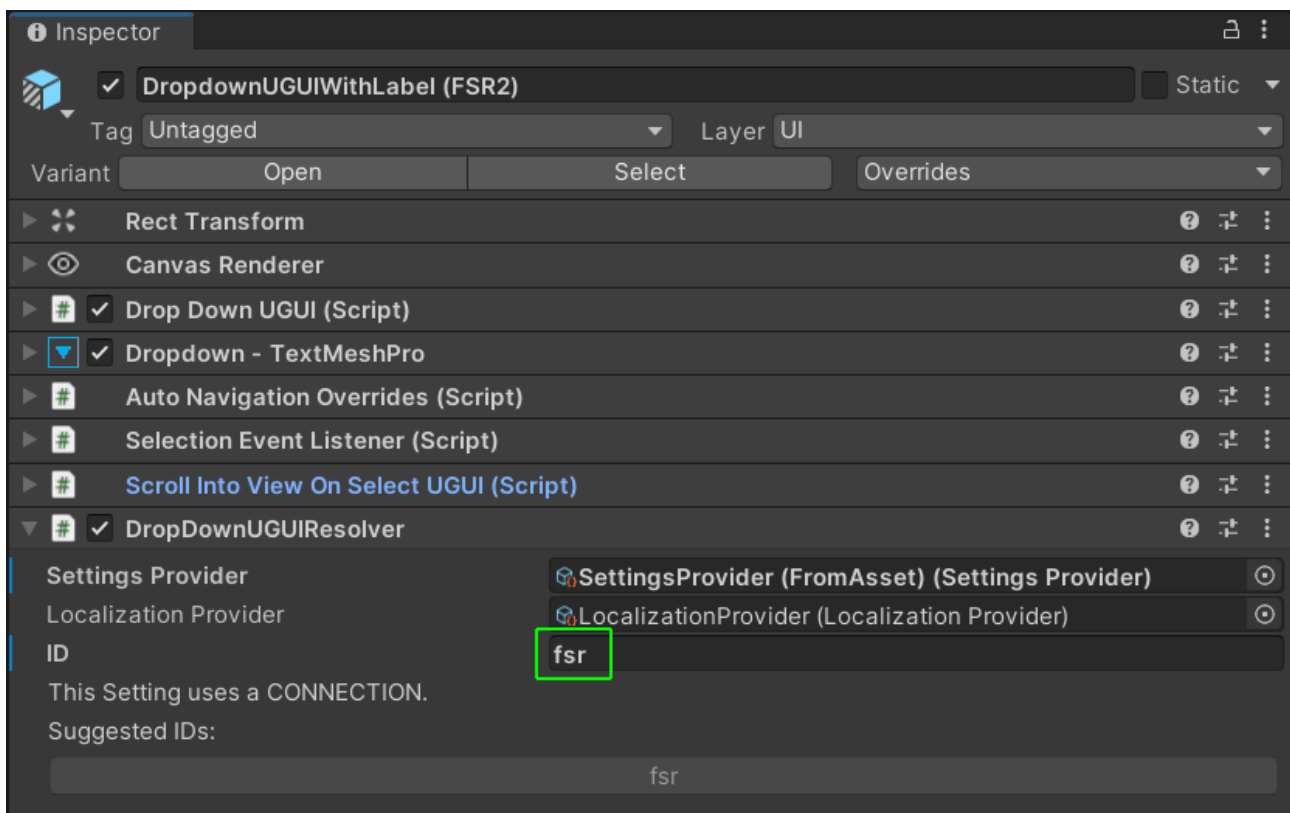 Inspector
DropdownUGUIWithLabel (FSR2) Static
Tag Untagged Layer UI
Variant Open Select Overrides
Rect Transform
Canvas Renderer
# Drop Down UGUI (Script)
Dropdown - TextMeshPro
# Auto Navigation Overrides (Script)
# Selection Event Listener (Script)
# Scroll Into View On Select UGUI (Script)
# DropDownUGUIResolver
Settings Provider SettingsProvider (FromAsset) (Settings Provider)
Localization Provider LocalizationProvider (Localization Provider)
ID fsr
This Setting uses a CONNECTION.
Suggested IDs:
fsr